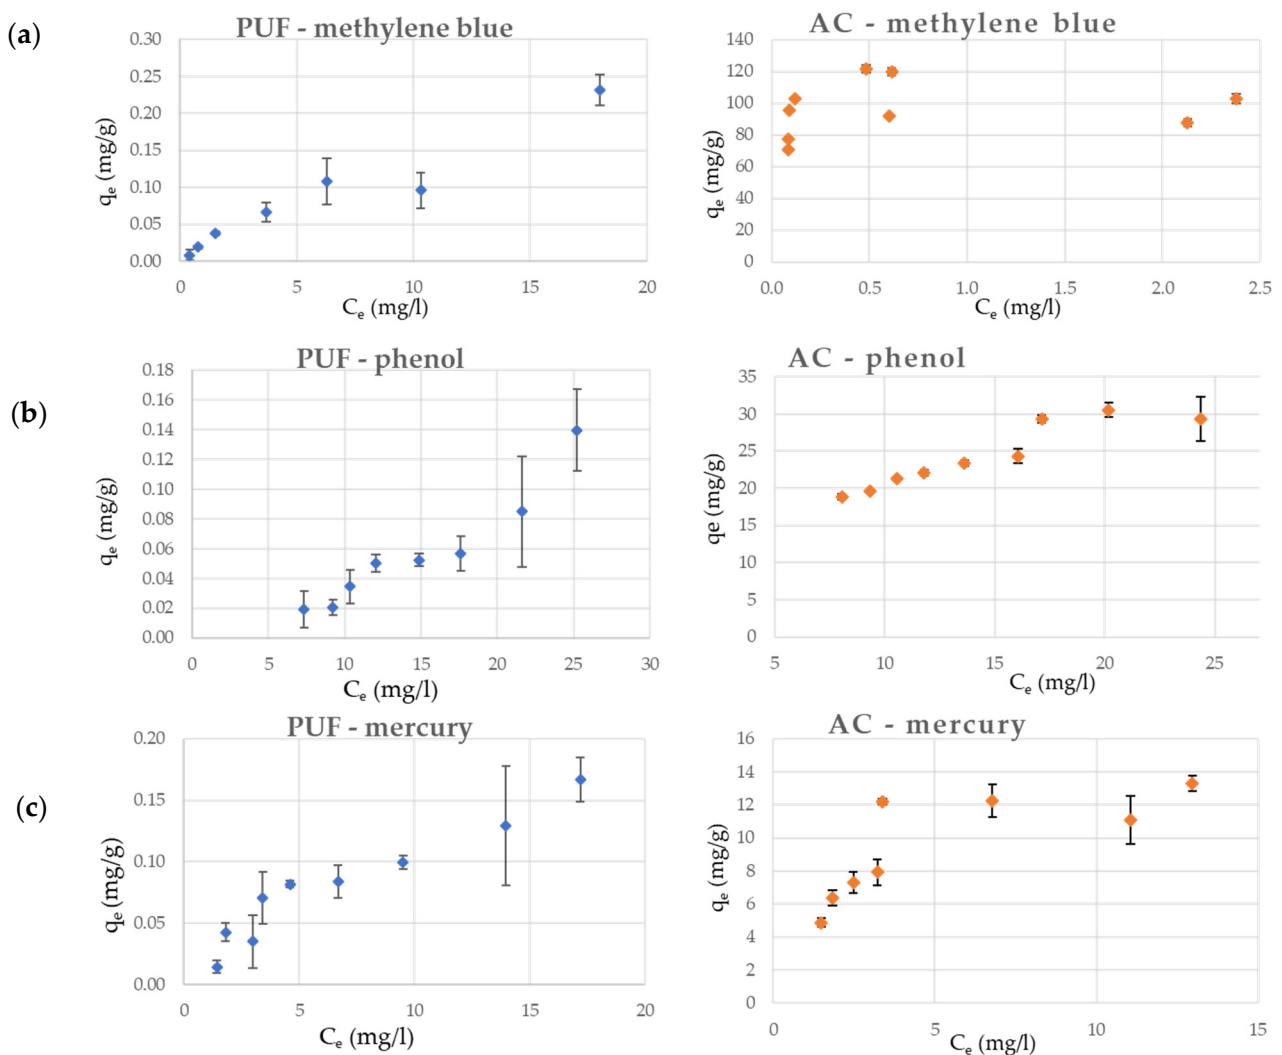 (a)
PUF - methylene blue
0.30
0.25
0.20
0.15
0.10
0.05
0.00
qe (mg/g)
0 5 10 15 20
Ce (mg/l)
AC - methylene blue
140
120
100
80
60
40
20
0
qe (mg/g)
0.0 0.5 1.0 1.5 2.0 2.5
Ce (mg/l)
(b)
PUF - phenol
0.18
0.16
0.14
0.12
0.10
0.08
0.06
0.04
0.02
0.00
qe (mg/g)
0 5 10 15 20 25 30
Ce (mg/l)
AC - phenol
35
30
25
20
15
10
5
0
qe (mg/g)
5 10 15 20 25
Ce (mg/l)
(c)
PUF - mercury
0.20
0.15
0.10
0.05
0.00
qe (mg/g)
0 5 10 15 20
Ce (mg/l)
AC - mercury
16
14
12
10
8
6
4
2
0
qe (mg/g)
0 5 10 15
Ce (mg/l)